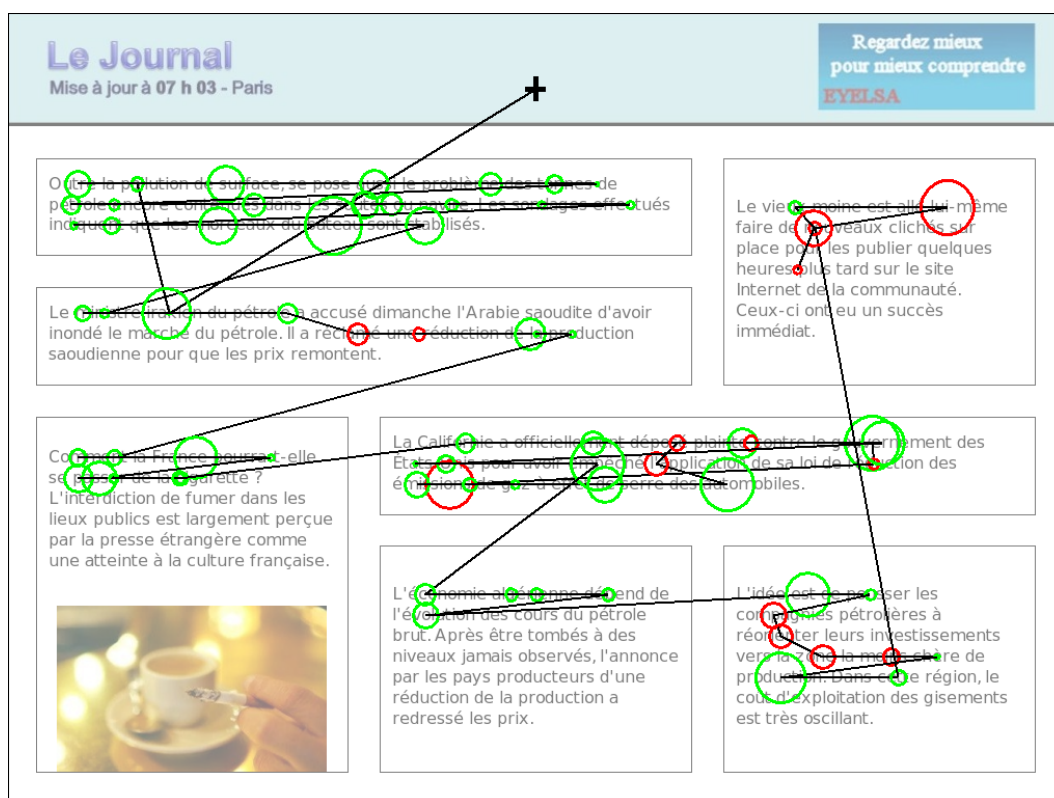 Le Journal
Mise à jour à 07 h 03 - Paris
Regardez mieux
pour mieux comprendre
EYELSA
Outre la pollution de surface, se pose aussi le problème des tonnes de
pétrole encore contenues dans les soutes du navire. Les sondages effectués
indiquent que les morceaux du bateau sont stabilisés.
Le vieux moine est allé lui-même
faire de nouveaux clichés sur
place pour les publier quelques
heures plus tard sur le site
Internet de la communauté.
Ceux-ci ont eu un succès
immédiat.
Le ministre irakien du pétrole a accusé dimanche l'Arabie saoudite d'avoir
inondé le marché du pétrole. Il a réclamé une réduction de la production
saoudienne pour que les prix remontent.
Comment la France pourra-t-elle
se passer de la cigarette ?
L'interdiction de fumer dans les
lieux publics est largement perçue
par la presse étrangère comme
une atteinte à la culture française.
La Californie a officiellement déposé plainte contre le gouvernement des
Etats-Unis pour avoir empêché l'application de sa loi de réduction des
émissions de gaz à effet de serre des automobiles.
L'économie algérienne dépend de
l'évolution des cours du pétrole
brut. Après être tombés à des
niveaux jamais observés, l'annonce
par les pays producteurs d'une
réduction de la production a
redressé les prix.
L'idée est de pousser les
compagnies pétrolières à
réorienter leurs investissements
vers la zone la moins chère de
production. Dans cette région, le
coût d'exploitation des gisements
est très oscillant.